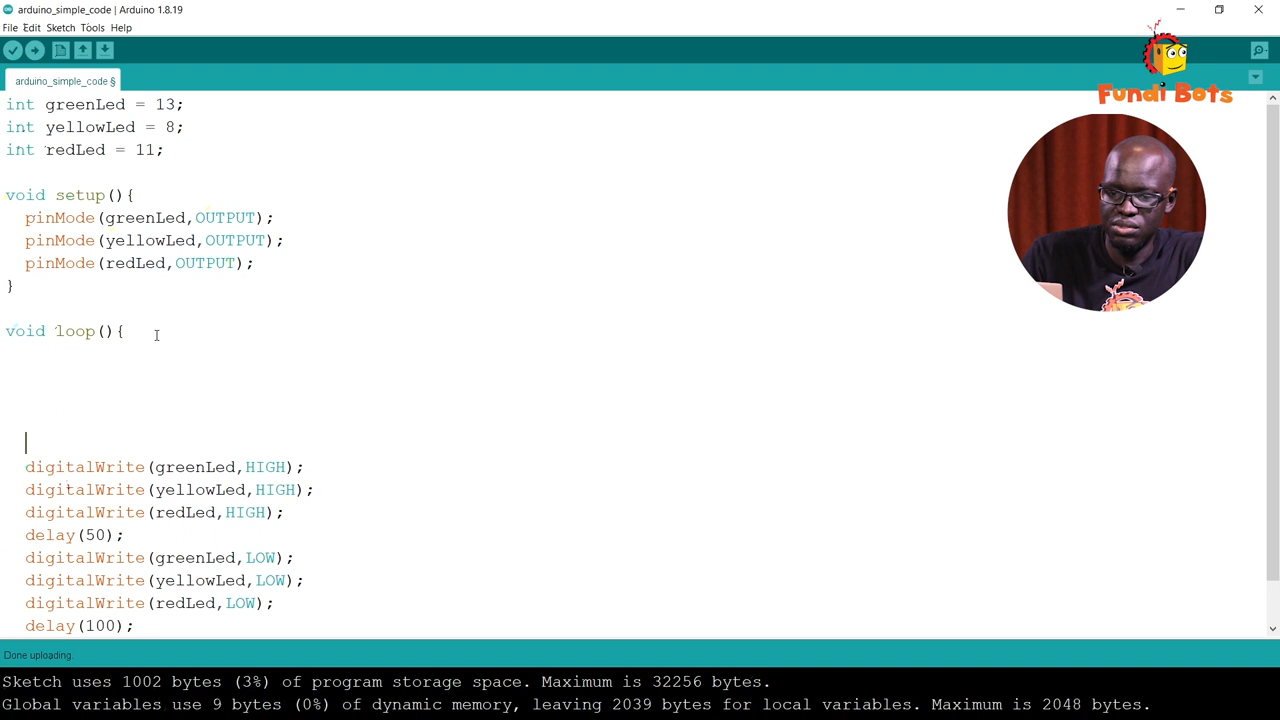 arduino_simple_code | Arduino 1.8.19
File Edit Sketch Tools Help
Fundi Bots
arduino_simple_code §
int greenLed = 13;
int yellowLed = 8;
int redLed = 11;
void setup(){
pinMode(greenLed,OUTPUT);
pinMode(yellowLed,OUTPUT);
pinMode(redLed,OUTPUT);
}
void loop(){
digitalWrite(greenLed,HIGH);
digitalWrite(yellowLed,HIGH);
digitalWrite(redLed,HIGH);
delay(50);
digitalWrite(greenLed,LOW);
digitalWrite(yellowLed,LOW);
digitalWrite(redLed,LOW);
delay(100);
Done uploading.
Sketch uses 1002 bytes (3%) of program storage space. Maximum is 32256 bytes.
Global variables use 9 bytes (0%) of dynamic memory, leaving 2039 bytes for local variables. Maximum is 2048 bytes.